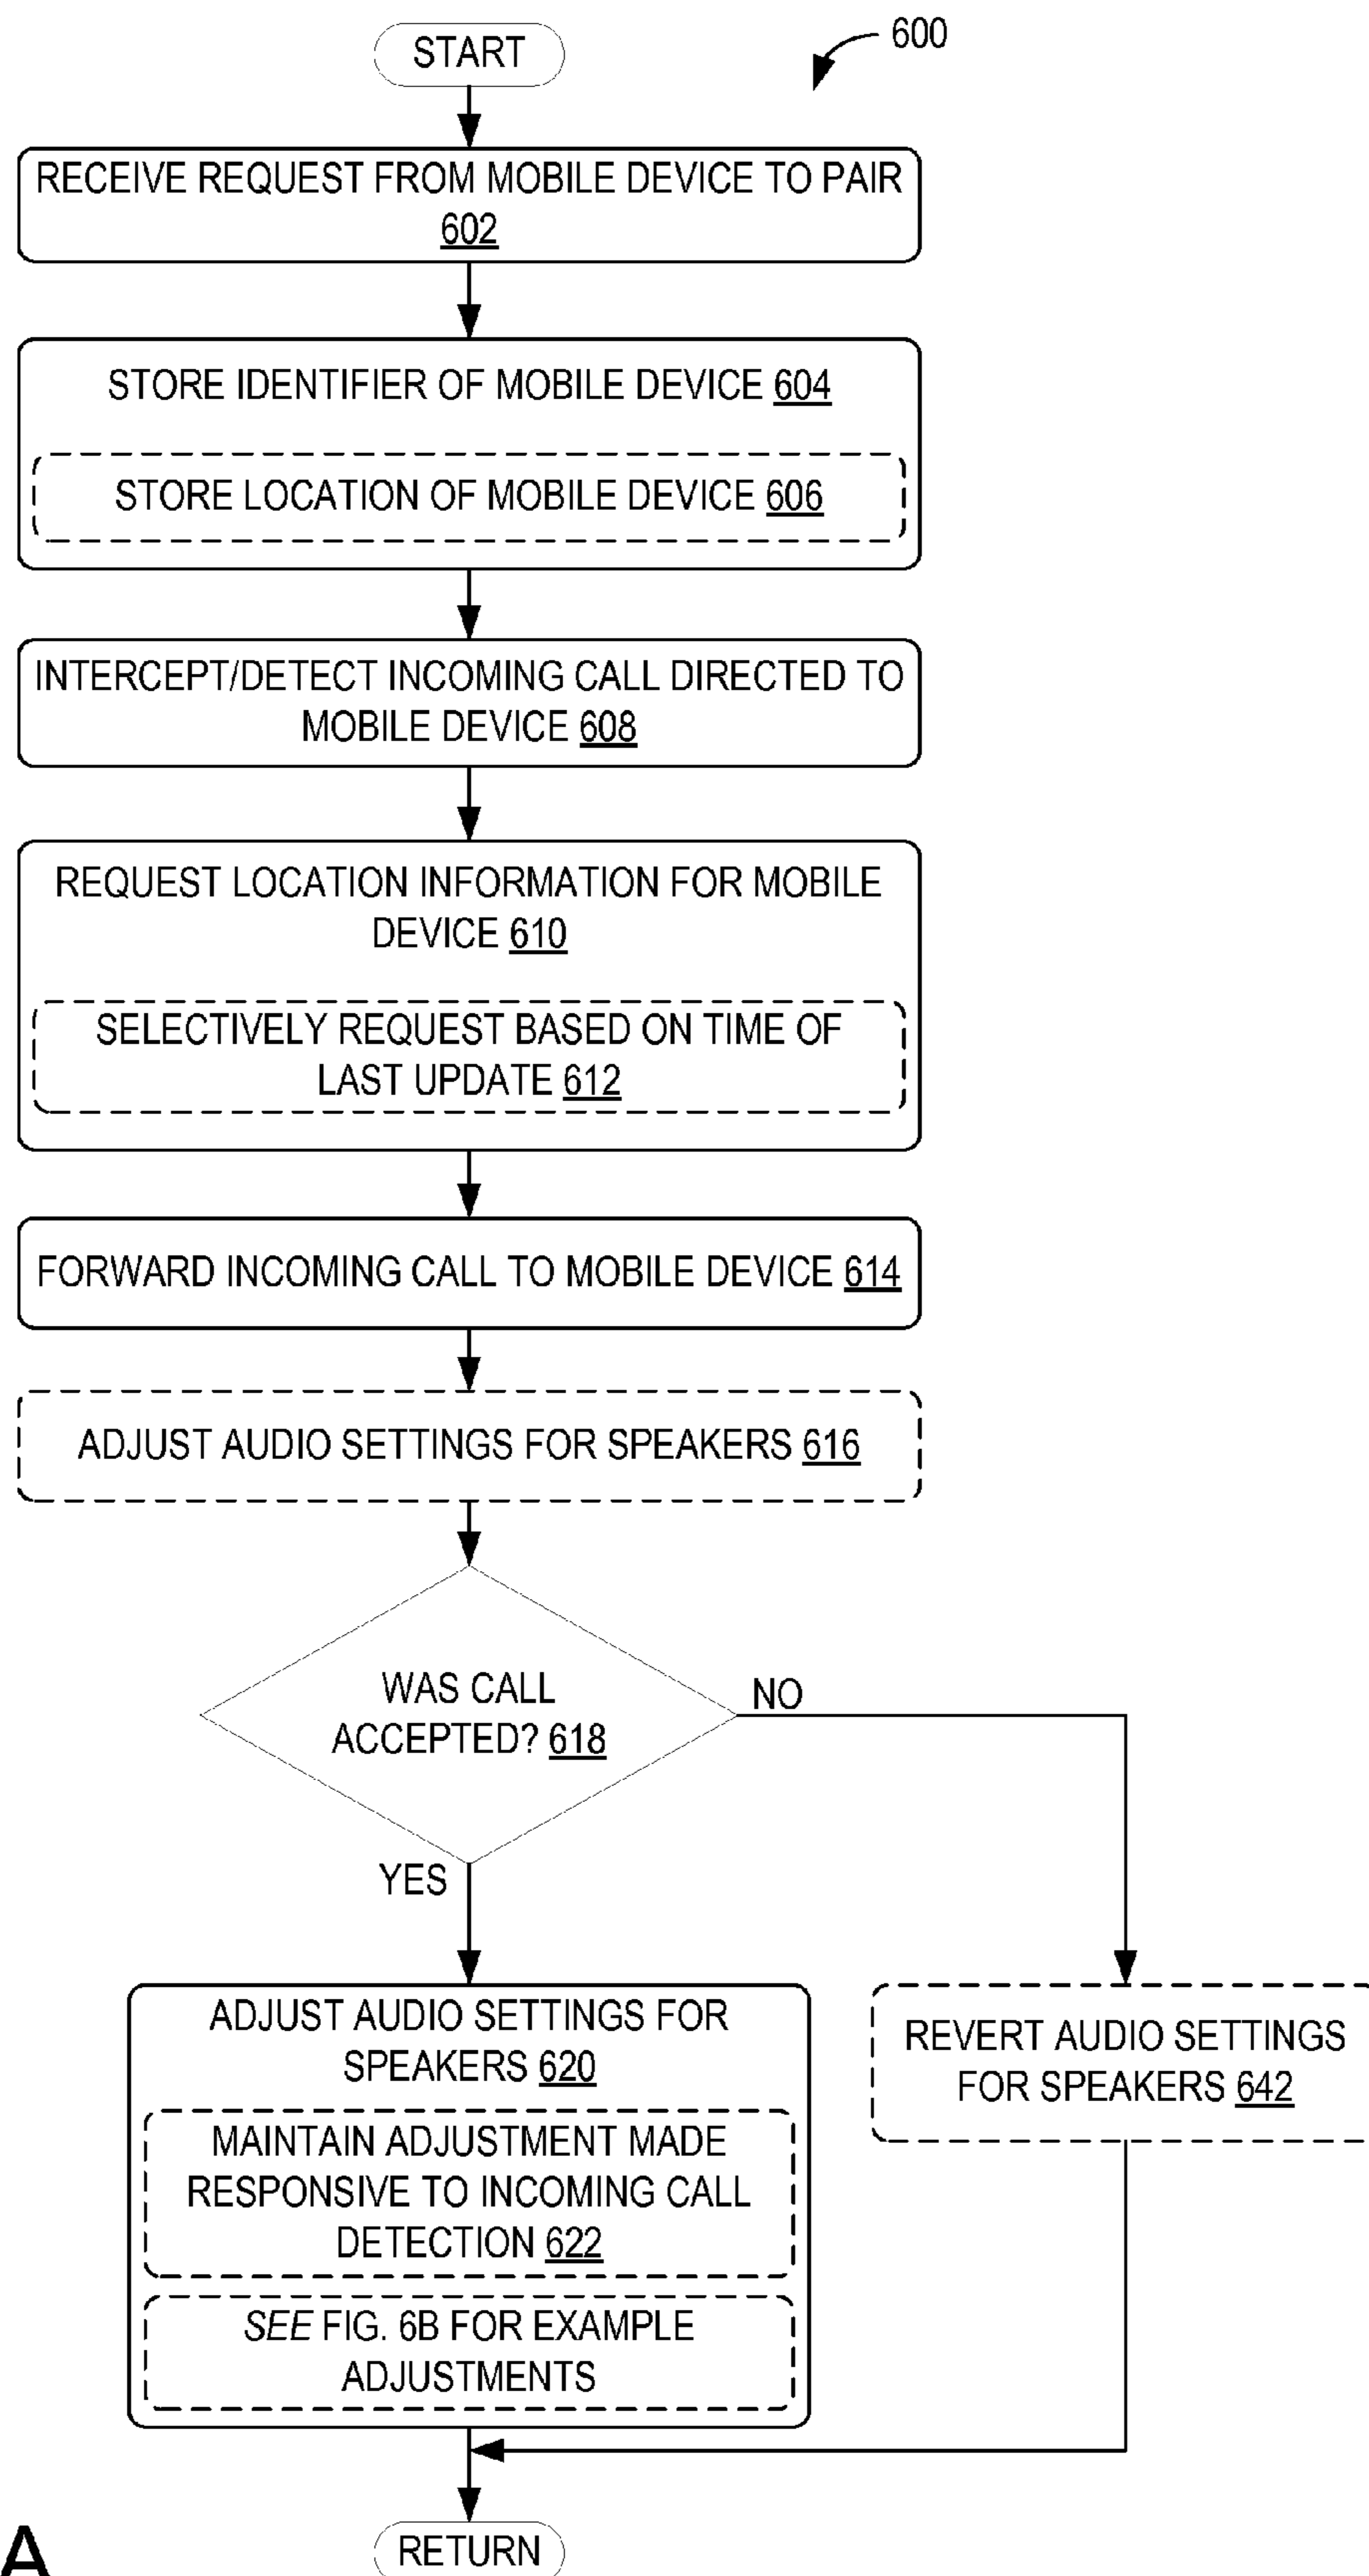 START
600
RECEIVE REQUEST FROM MOBILE DEVICE TO PAIR
602
STORE IDENTIFIER OF MOBILE DEVICE 604
STORE LOCATION OF MOBILE DEVICE 606
INTERCEPT/DETECT INCOMING CALL DIRECTED TO
MOBILE DEVICE 608
REQUEST LOCATION INFORMATION FOR MOBILE
DEVICE 610
SELECTIVELY REQUEST BASED ON TIME OF
LAST UPDATE 612
FORWARD INCOMING CALL TO MOBILE DEVICE 614
ADJUST AUDIO SETTINGS FOR SPEAKERS 616
WAS CALL
ACCEPTED? 618
NO
YES
ADJUST AUDIO SETTINGS FOR
SPEAKERS 620
MAINTAIN ADJUSTMENT MADE
RESPONSIVE TO INCOMING CALL
DETECTION 622
SEE FIG. 6B FOR EXAMPLE
ADJUSTMENTS
REVERT AUDIO SETTINGS
FOR SPEAKERS 642
RETURN
A